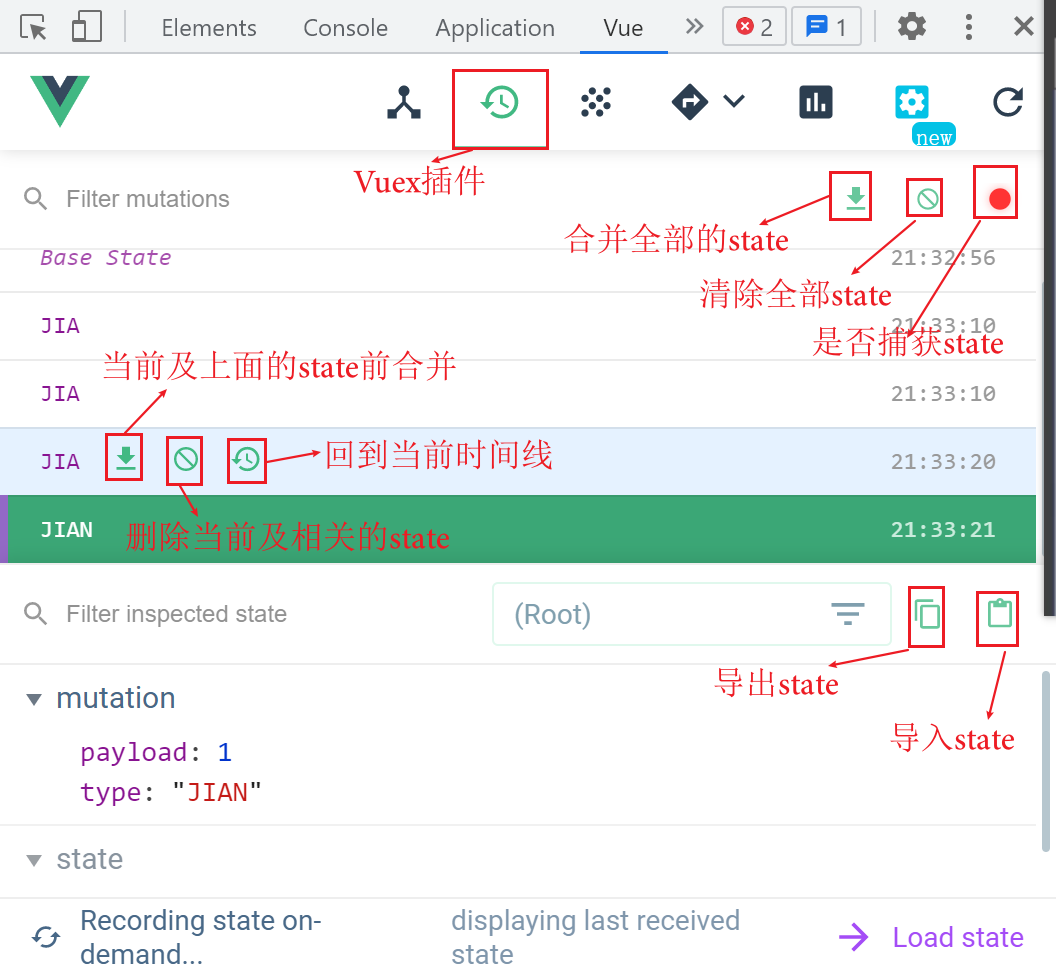 Elements Console Application Vue 2 1
new
Vuex插件
Filter mutations
合并全部的state
Base State 21:32:56
清除全部state
JIA 21:33:10
是否捕获state
当前及上面的state前合并
JIA 21:33:10
JIA 回到当前时间线 21:33:20
JIAN 删除当前及相关的state 21:33:21
Filter inspected state (Root)
导出state
mutation
导入state
payload: 1
type: "JIAN"
state
Recording state on-
demand...
displaying last received
state
Load state